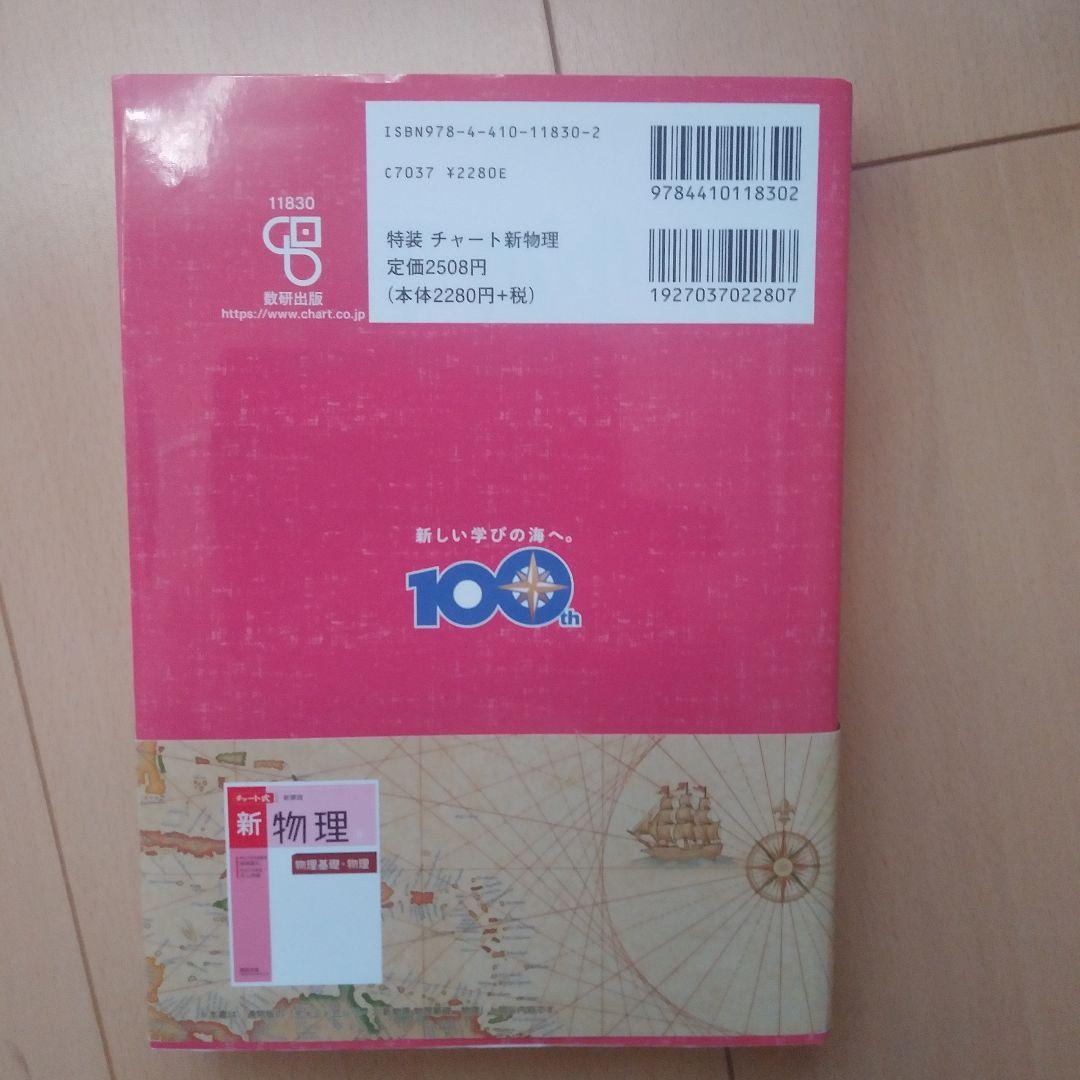 ISBN978-4-410-11830-2
C7037 ¥2280E
9784410118302
11830
数研出版
https://www.chart.co.jp
特装 チャート新物理
定価2508円
(本体2280円+税)
1927037022807
新しい学びの海へ。
100th
チャート式
新 物理
物理基礎・物理